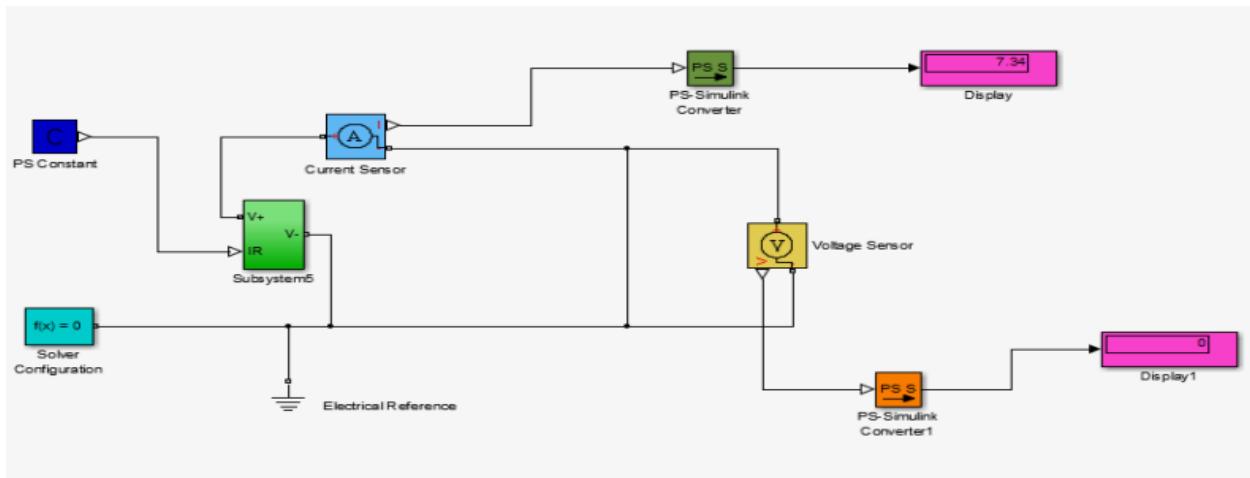 PS S
7.34
PS-Simulink
Converter
Display
C
PS Constant
I
A
Current Sensor
V+
V-
IR
Subsystem5
V
V
Voltage Sensor
f(x) = 0
Solver
Configuration
Electrical Reference
0
Display1
PS S
PS-Simulink
Converter1